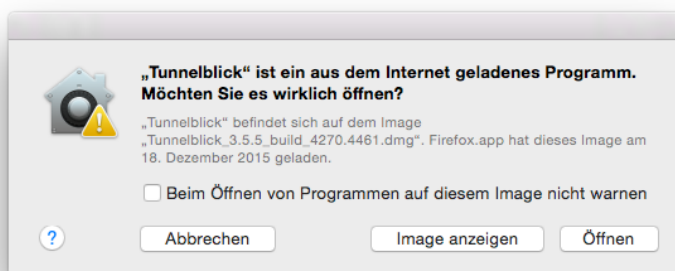 „Tunnelblick“ ist ein aus dem Internet geladenes Programm.
Möchten Sie es wirklich öffnen?
„Tunnelblick“ befindet sich auf dem Image
„Tunnelblick_3.5.5_build_4270.4461.dmg“. Firefox.app hat dieses Image am
18. Dezember 2015 geladen.
Beim Öffnen von Programmen auf diesem Image nicht warnen
? Abbrechen Image anzeigen Öffnen